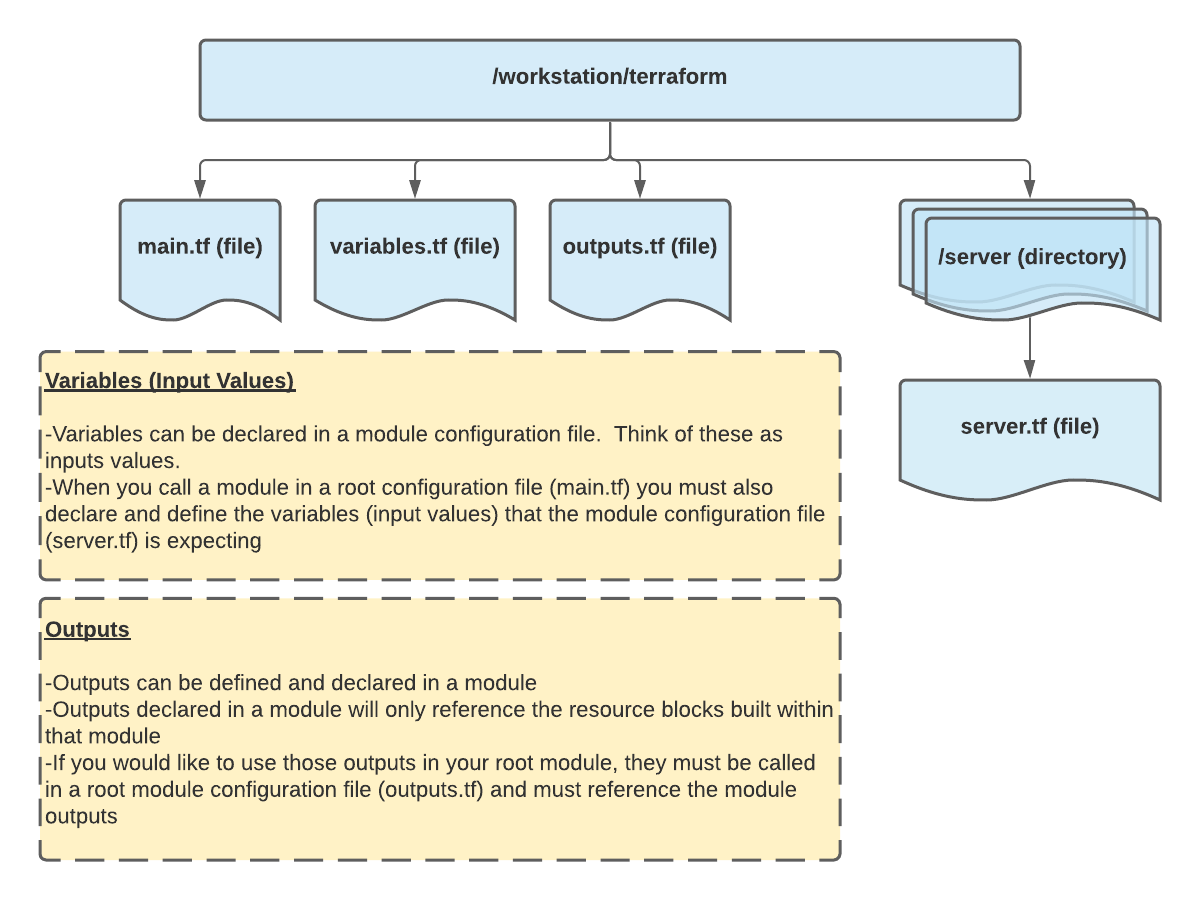 /workstation/terraform
main.tf (file)
variables.tf (file)
outputs.tf (file)
/server (directory)
server.tf (file)
Variables (Input Values)
-Variables can be declared in a module configuration file.  Think of these as
inputs values.
-When you call a module in a root configuration file (main.tf) you must also
declare and define the variables (input values) that the module configuration file
(server.tf) is expecting
Outputs
-Outputs can be defined and declared in a module
-Outputs declared in a module will only reference the resource blocks built within
that module
-If you would like to use those outputs in your root module, they must be called
in a root module configuration file (outputs.tf) and must reference the module
outputs